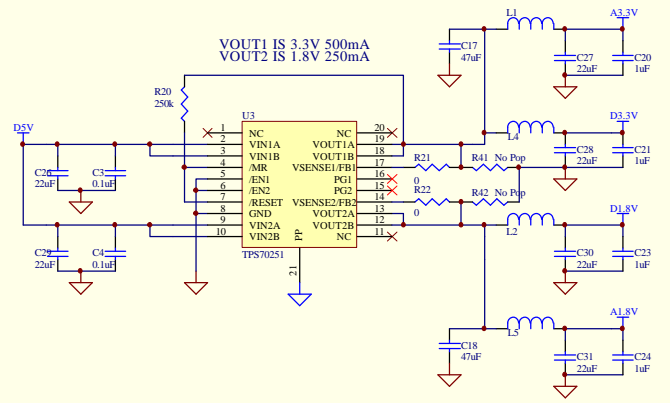 L1
A3.3V
VOUT1 IS 3.3V 500mA
VOUT2 IS 1.8V 250mA
C17
47uF
C27
22uF
C20
1uF
R20
250k
U3
D5V
L4
D3.3V
1 NC
2 VIN1A
3 VIN1B
4 /MR
5 /EN1
6 /EN2
7 /RESET
8 GND
9 VIN2A
10 VIN2B
NC 20
VOUT1A 19
VOUT1B 18
VSENSE1/FB1 17
PG1 16
PG2 15
VSENSE2/FB2 14
VOUT2A 13
VOUT2B 12
NC 11
PP
21
TPS70251
C26
22uF
C3
0.1uF
R21
0
R41 No Pop
C28
22uF
C21
1uF
R22
0
R42 No Pop
D1.8V
L2
C29
22uF
C4
0.1uF
C30
22uF
C23
1uF
A1.8V
L5
C18
47uF
C31
22uF
C24
1uF